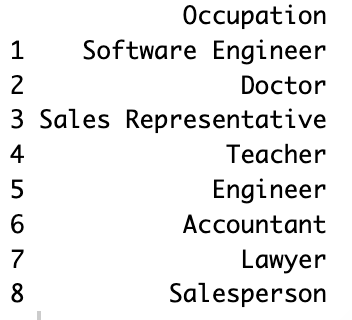 Occupation
1 Software Engineer
2 Doctor
3 Sales Representative
4 Teacher
5 Engineer
6 Accountant
7 Lawyer
8 Salesperson